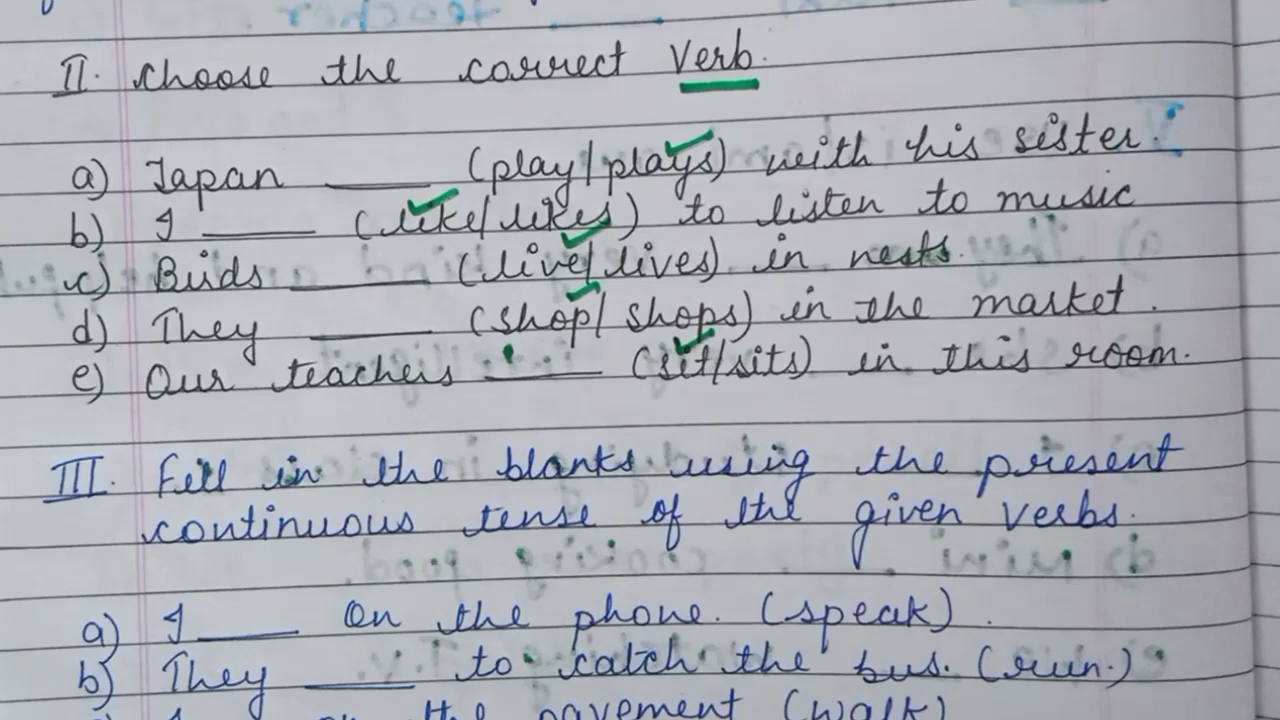 II. choose the correct verb.
a) Japan ____ (play/plays) with his sister.
b) I ____ (like/likes) to listen to music
c) Birds ____ (live/lives) in nests.
d) They ____ (shop/shops) in the market.
e) Our teachers ____ (sit/sits) in this room.
III. Fill in the blanks using the present
continuous tense of the given verbs.
a) I ____ on the phone. (speak).
b) They ____ to catch the bus. (run.)
the pavement (walk)